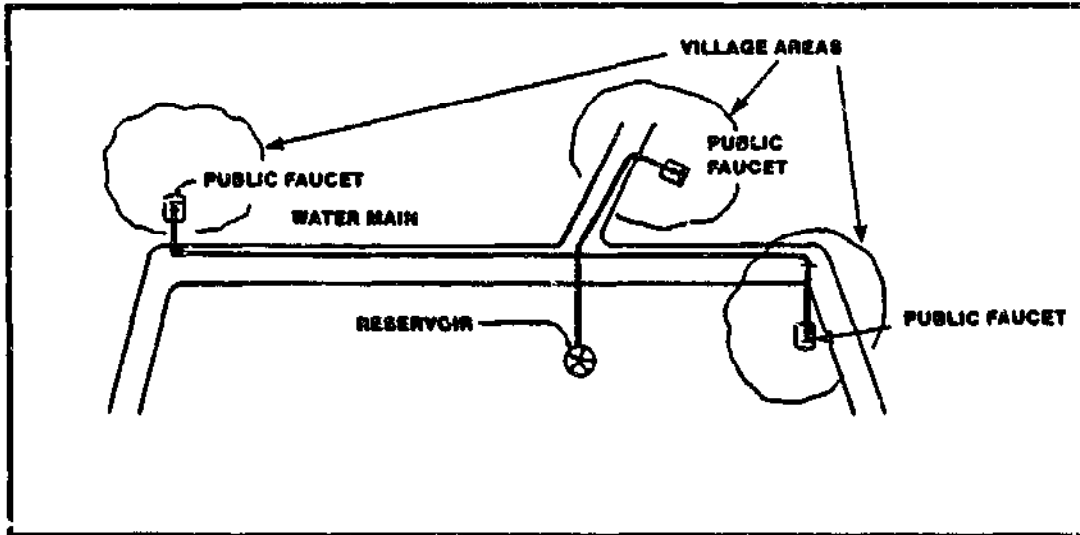 VILLAGE AREAS
PUBLIC
FAUCET
PUBLIC FAUCET
WATER MAIN
RESERVOIR
PUBLIC FAUCET